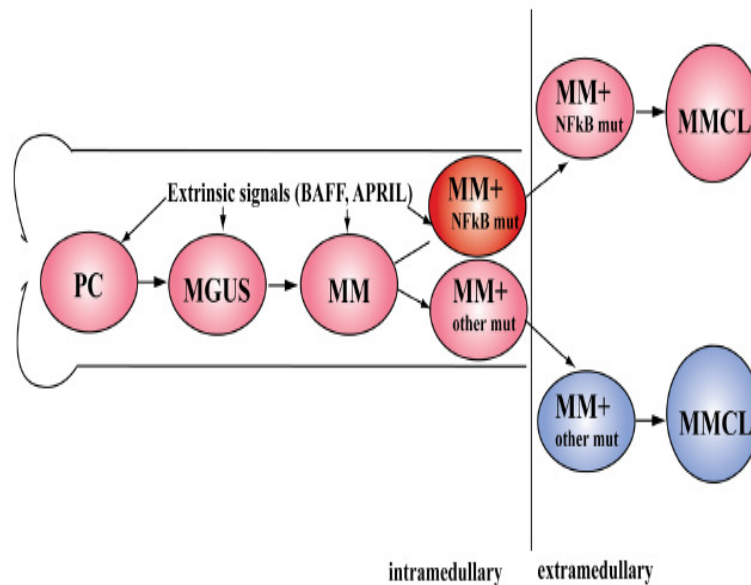 MM+
NFkB mut
MMCL
Extrinsic signals (BAFF, APRIL)
MM+
NFkB mut
PC
MGUS
MM
MM+
other mut
MM+
other mut
MMCL
intramedullary
extramedullary